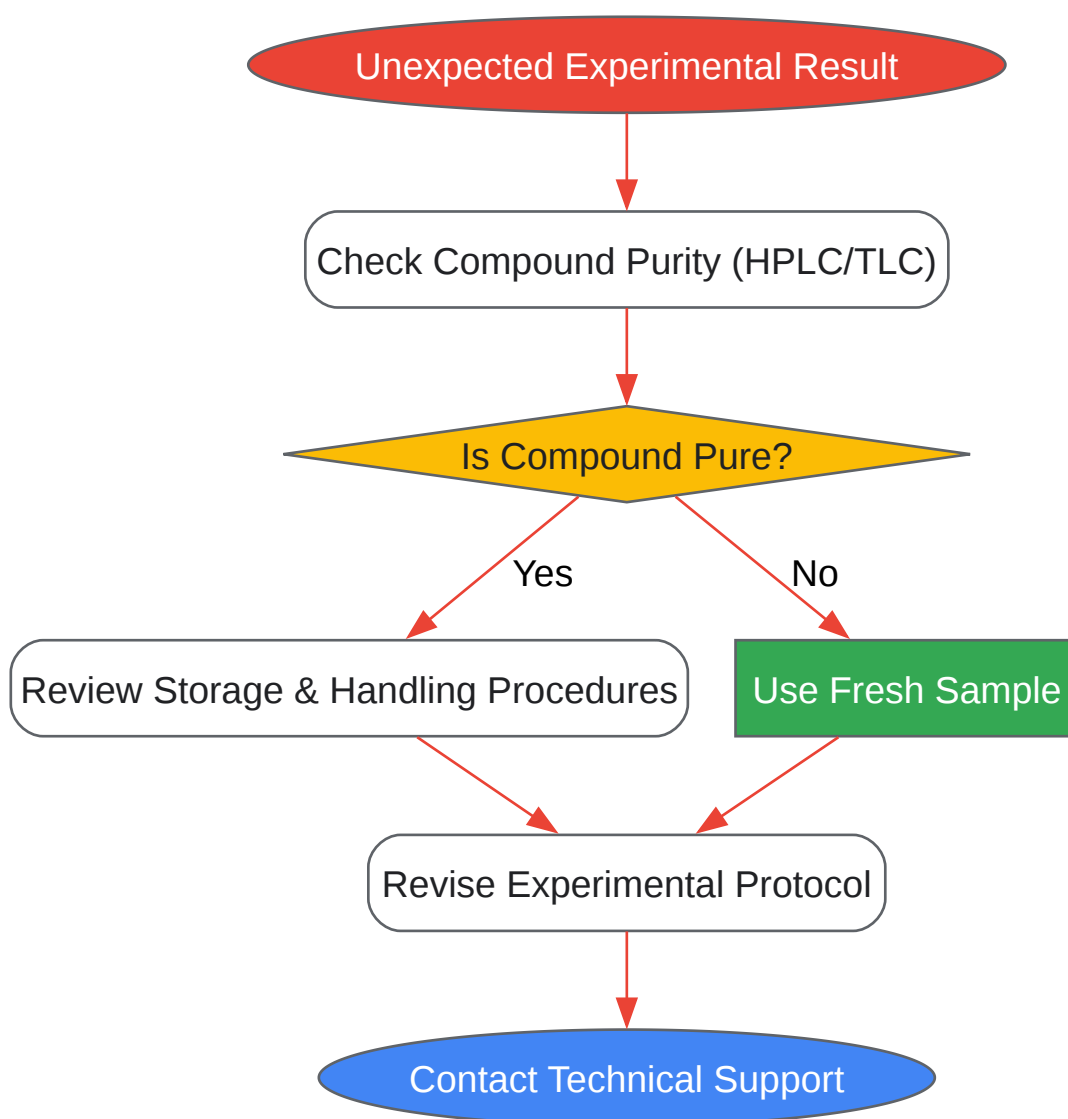 Unexpected Experimental Result
Check Compound Purity (HPLC/TLC)
Is Compound Pure?
Yes
No
Review Storage & Handling Procedures
Use Fresh Sample
Revise Experimental Protocol
Contact Technical Support